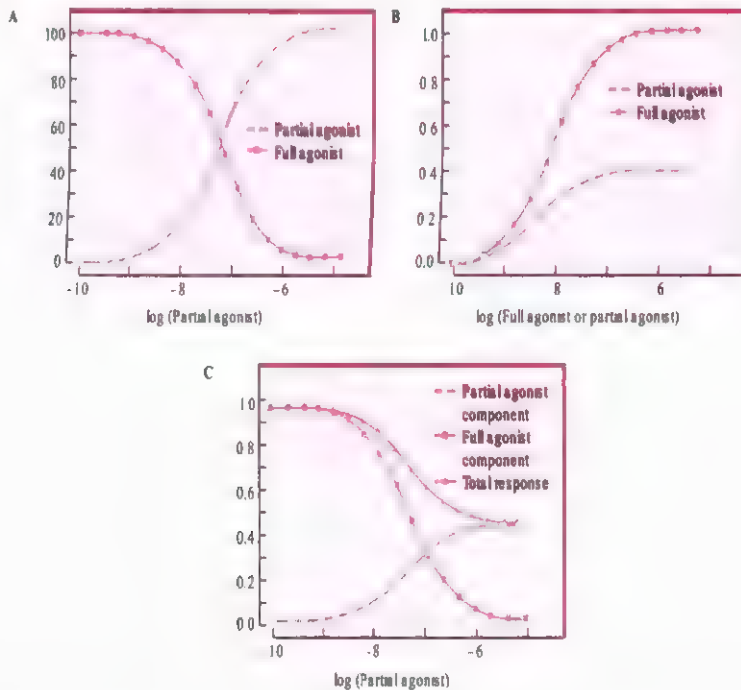 A
100
80
60
40
20
0
-10
-8
-6
Partial agonist
Full agonist
log (Partial agonist)
B
1.0
0.8
0.6
0.4
0.2
0.0
10
8
6
Partial agonist
Full agonist
log (Full agonist or partial agonist)
C
1.0
0.8
0.6
0.4
0.2
0.0
10
-8
-6
Partial agonist
component
Full agonist
component
Total response
log (Partial agonist)